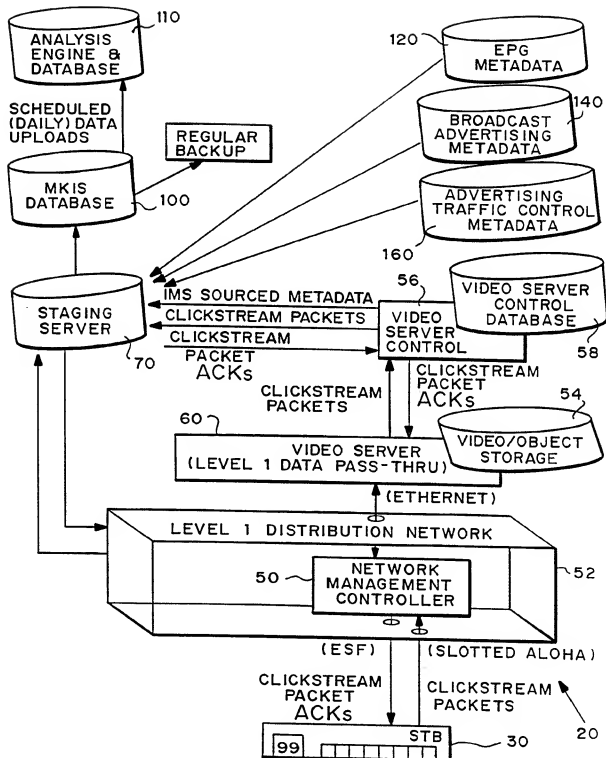 110
ANALYSIS
ENGINE &
DATABASE
120
EPG
METADATA
SCHEDULED
(DAILY) DATA
UPLOADS
REGULAR
BACKUP
BROADCAST
ADVERTISING
METADATA
140
MKIS
DATABASE
100
ADVERTISING
TRAFFIC CONTROL
METADATA
160
STAGING
SERVER
70
IMS SOURCED METADATA
CLICKSTREAM PACKETS
CLICKSTREAM
PACKET
ACKs
56
VIDEO
SERVER
CONTROL
VIDEO SERVER
CONTROL
DATABASE
58
CLICKSTREAM
PACKETS
CLICKSTREAM
PACKET
ACKs
60
VIDEO SERVER
(LEVEL 1 DATA PASS-THRU)
54
VIDEO/OBJECT
STORAGE
(ETHERNET)
LEVEL 1 DISTRIBUTION NETWORK
50
NETWORK
MANAGEMENT
CONTROLLER
52
(ESF)
(SLOTTED ALOHA)
CLICKSTREAM
PACKET
ACKs
CLICKSTREAM
PACKETS
20
STB
99
30